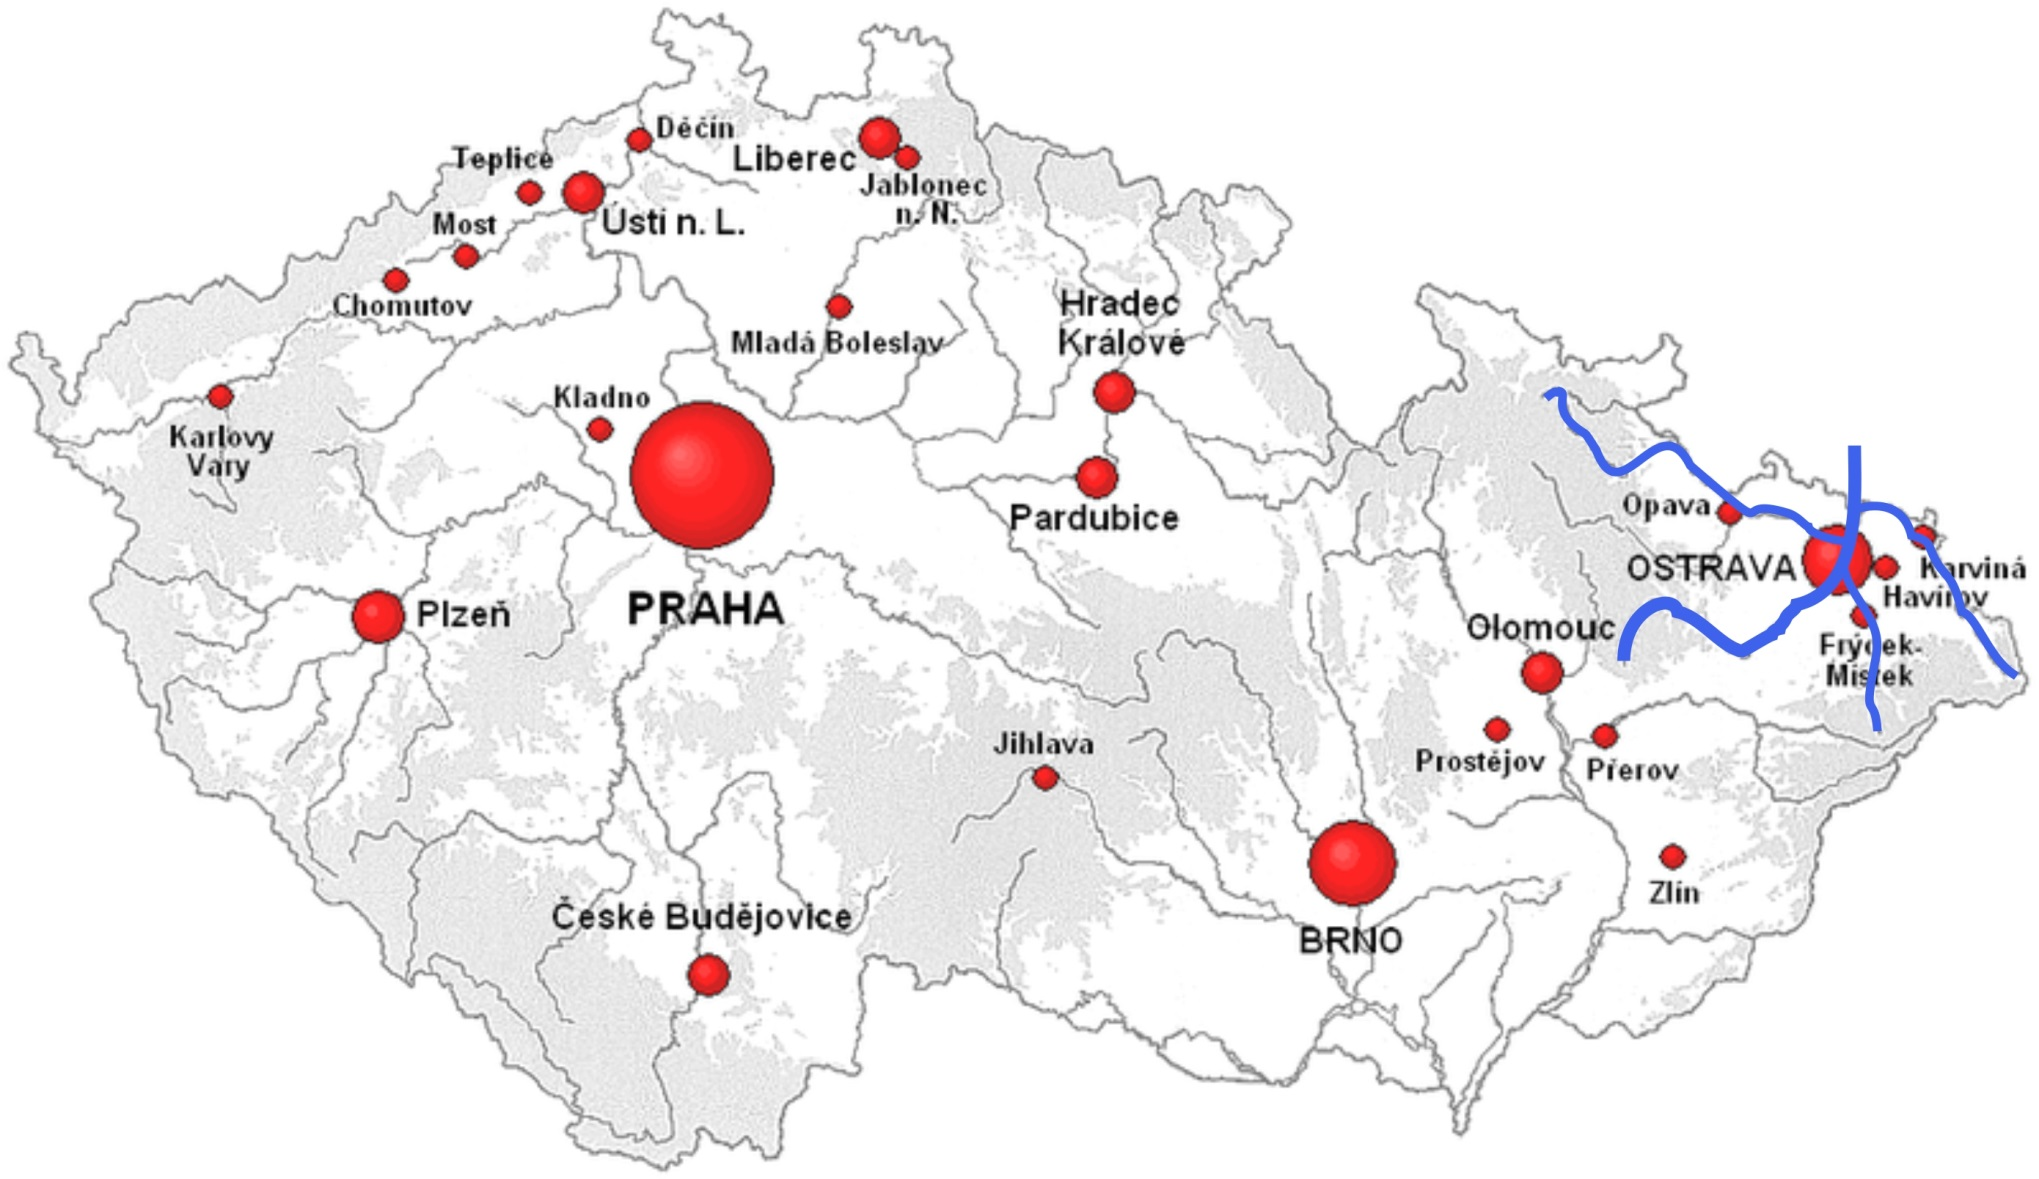 Děčín
Teplice
Liberec
Jablonec
n. N.
Most
Ústí n. L.
Chomutov
Hradec
Králové
Mladá Boleslav
Kladno
Karlovy
Vary
Opava
Pardubice
OSTRAVA
Karviná
Havířov
PRAHA
Plzeň
Olomouc
Frýdek-
Místek
Jihlava
Prostějov
Přerov
Zlín
České Budějovice
BRNO